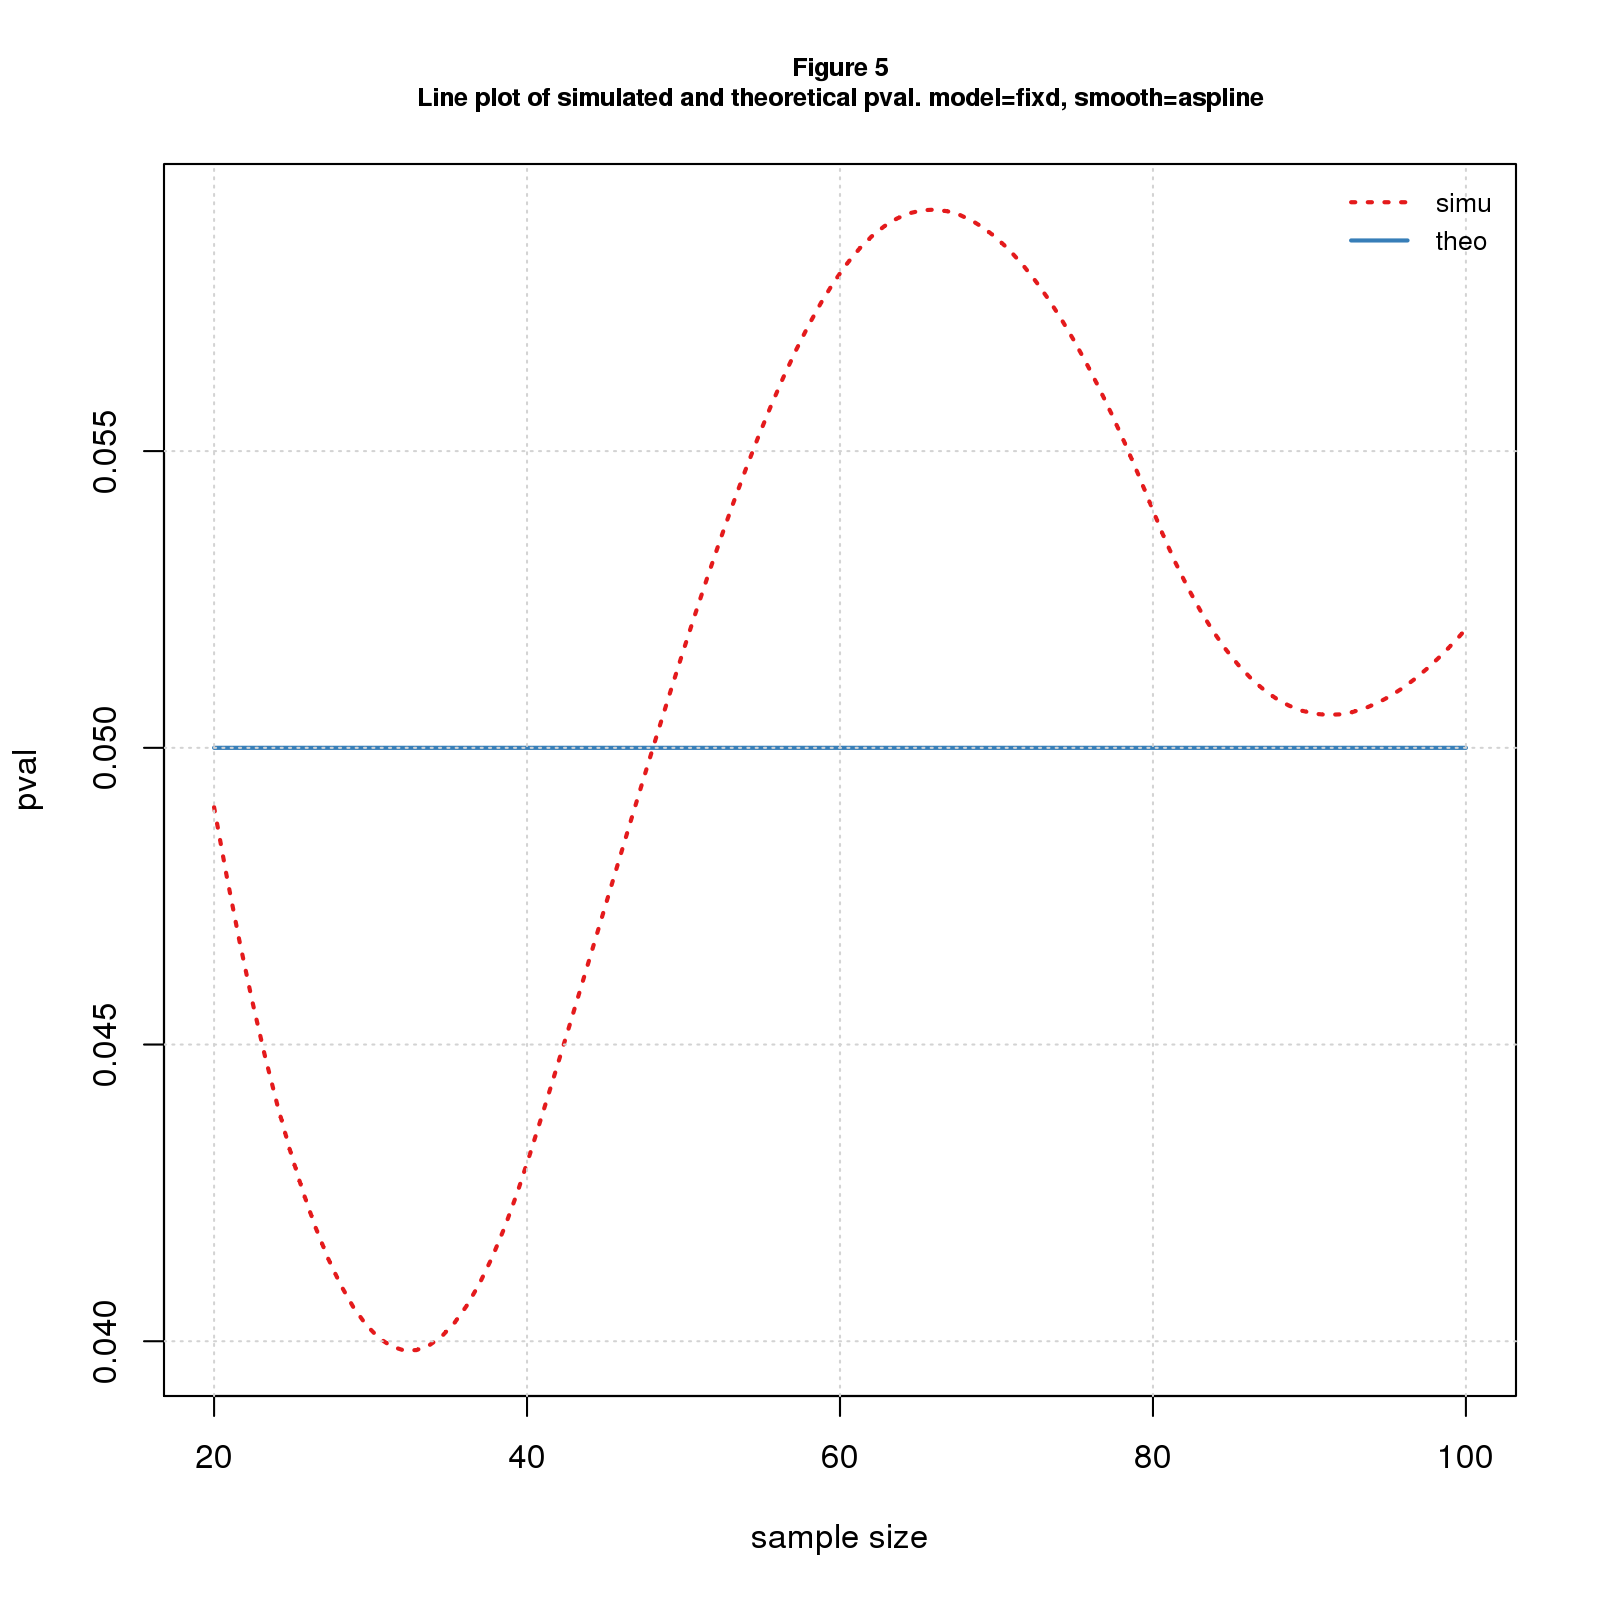 Figure 5
Line plot of simulated and theoretical pval. model=fixd, smooth=aspline
simu
theo
0.055
0.050
0.045
0.040
pval
20 40 60 80 100
sample size